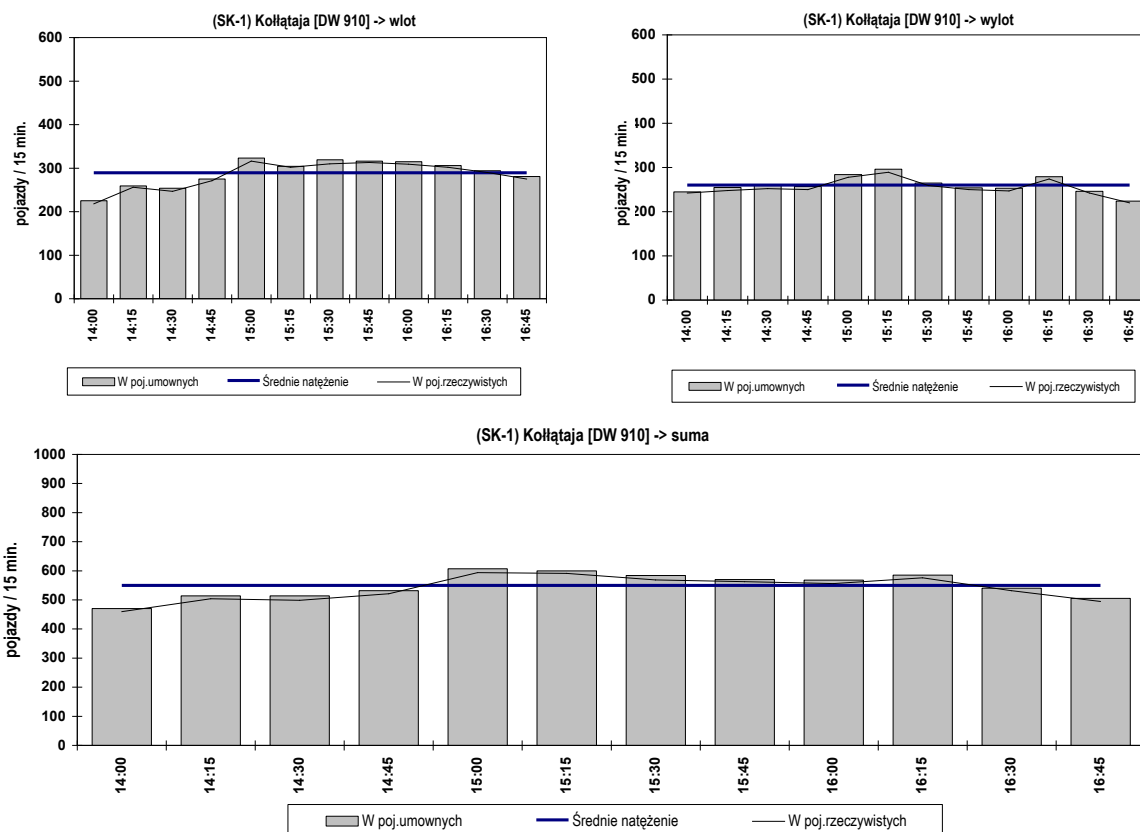 (SK-1) Kołłątaja [DW 910] -> wlot
pojazdy / 15 min.
600
500
400
300
200
100
0
14:00 14:15 14:30 14:45 15:00 15:15 15:30 15:45 16:00 16:15 16:30 16:45
W poj.umownych Średnie natężenie W poj.rzeczywistych
(SK-1) Kołłątaja [DW 910] -> wylot
pojazdy / 15 min.
600
500
400
300
200
100
0
14:00 14:15 14:30 14:45 15:00 15:15 15:30 15:45 16:00 16:15 16:30 16:45
W poj.umownych Średnie natężenie W poj.rzeczywistych
(SK-1) Kołłątaja [DW 910] -> suma
pojazdy / 15 min.
1000
900
800
700
600
500
400
300
200
100
0
14:00 14:15 14:30 14:45 15:00 15:15 15:30 15:45 16:00 16:15 16:30 16:45
W poj.umownych Średnie natężenie W poj.rzeczywistych